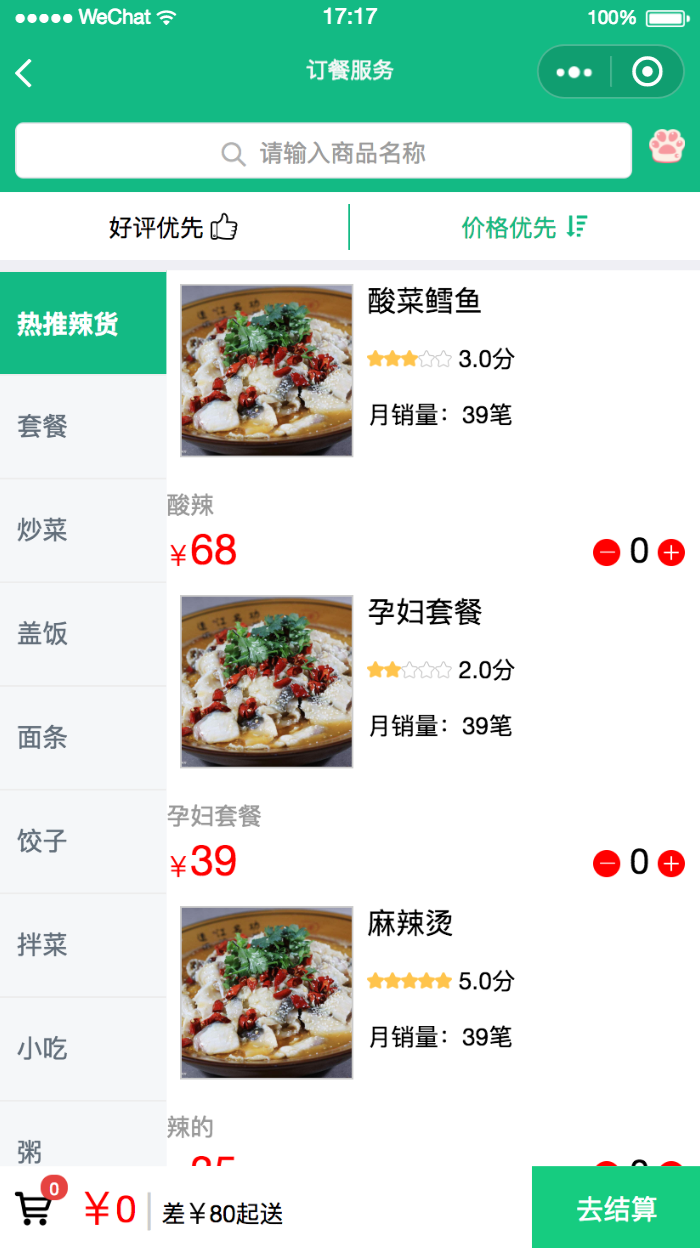 WeChat 17:17 100%
订餐服务
请输入商品名称
好评优先 价格优先
热推辣货
套餐
炒菜
盖饭
面条
饺子
拌菜
小吃
粥
酸菜鳕鱼
3.0分
月销量：39笔
酸辣
¥68 0
孕妇套餐
2.0分
月销量：39笔
孕妇套餐
¥39 0
麻辣烫
5.0分
月销量：39笔
辣的
0
¥0 差¥80起送 去结算